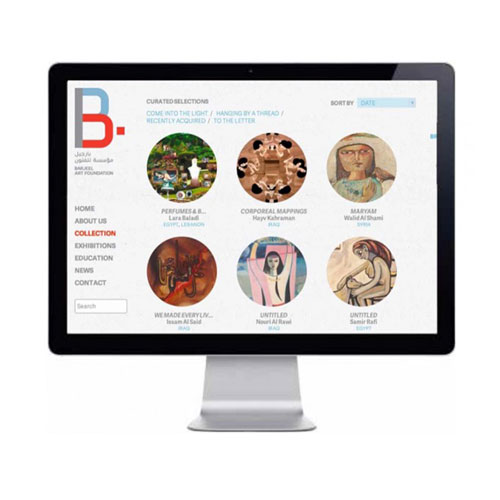 بارجيل
مؤسسة للفنون
BARJEEL
ART FOUNDATION
HOME
ABOUT US
COLLECTION
EXHIBITIONS
EDUCATION
NEWS
CONTACT
Search
CURATED SELECTIONS
COME INTO THE LIGHT / HANGING BY A THREAD /
RECENTLY ACQUIRED / TO THE LETTER
SORT BY DATE
PERFUMES & B...
Lara Baladi
EGYPT, LEBANON
CORPOREAL MAPPINGS
Hayv Kahraman
IRAQ
MARYAM
Walid Al Shami
SYRIA
WE MADE EVERY LIV...
Issam Al Said
IRAQ
UNTITLED
Nouri Al Rawi
IRAQ
UNTITLED
Samir Rafi
EGYPT